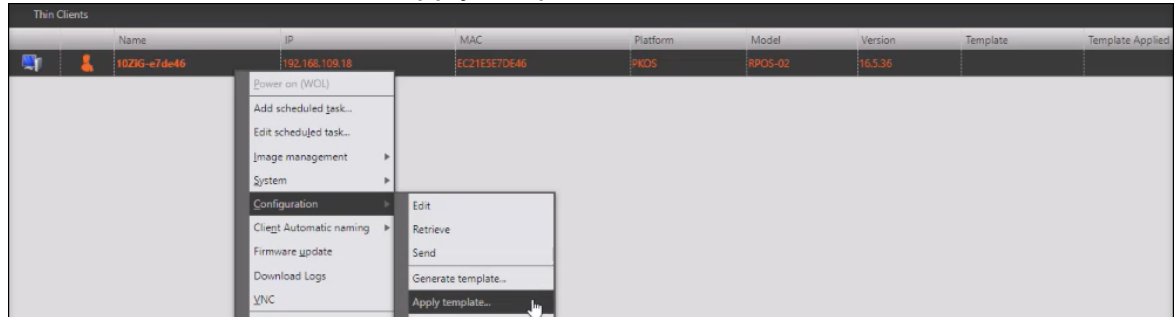 Thin Clients
Name IP MAC Platform Model Version Template Template Applied
10ZiG-e7de46 192.168.109.18 EC21E5E7DE46 PKOS RPOS-02 16.5.36
Power on (WOL)
Add scheduled task...
Edit scheduled task...
Image management
System
Configuration
Edit
Client Automatic naming
Retrieve
Firmware update
Send
Download Logs
Generate template...
VNC
Apply template...